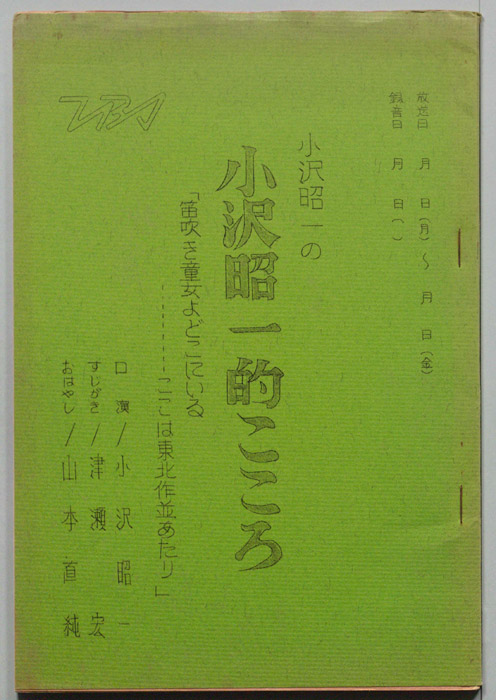 放送日 月 日(月)〜 月 日(金)
録音日 月 日( )
小沢昭一の
小沢昭一的こころ
「笛吹き童女よどこにいる
---------ここは東北作並あたり」
口演/小沢昭一
すじがき/津瀬宏
おはやし/山本直純
TBS